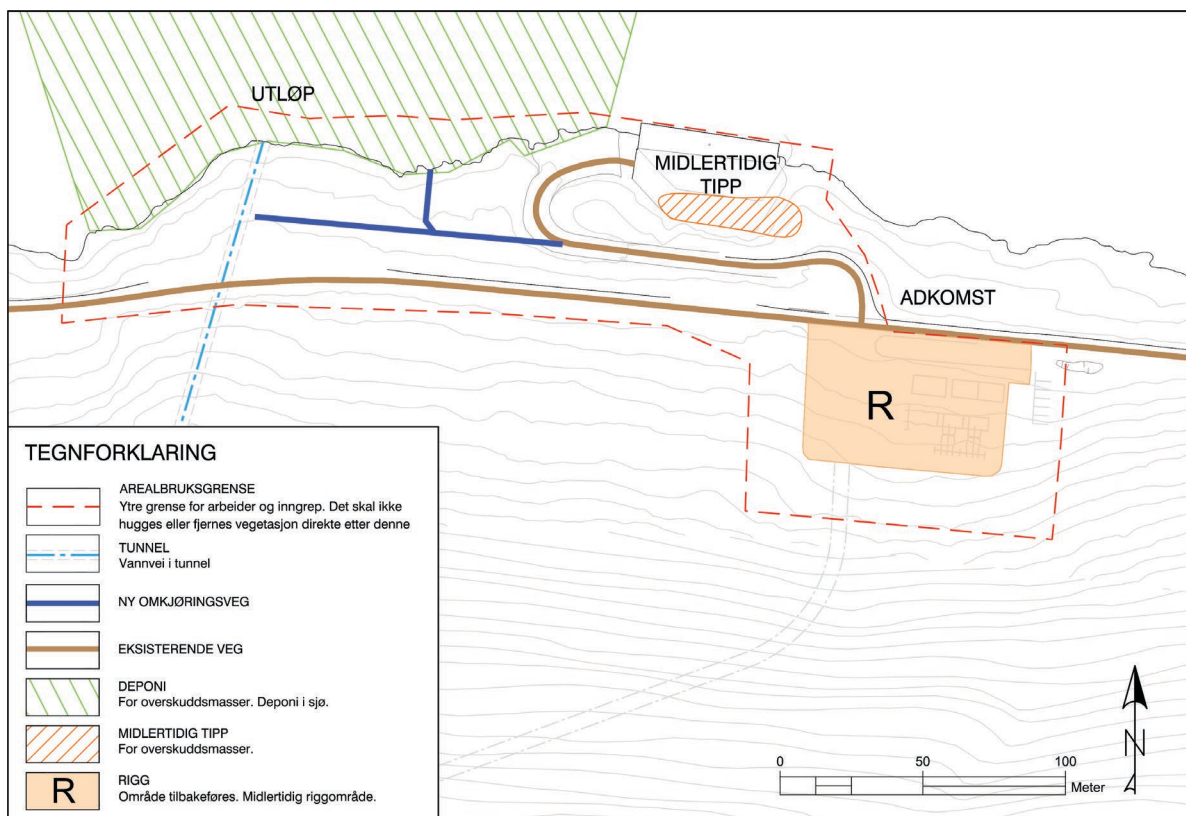 UTLØP
MIDLERTIDIG
TIPP
ADKOMST
R
TEGNFORKLARING
AREALBRUKSGRENSE
Ytre grense for arbeider og inngrep. Det skal ikke
hugges eller fjernes vegetasjon direkte etter denne
TUNNEL
Vannvei i tunnel
NY OMKJØRINGSVEG
EKSISTERENDE VEG
DEPONI
For overskuddsmasser. Deponi i sjø.
MIDLERTIDIG TIPP
For overskuddsmasser.
R
RIGG
Område tilbakeføres. Midlertidig riggområde.
0 50 100
Meter
N